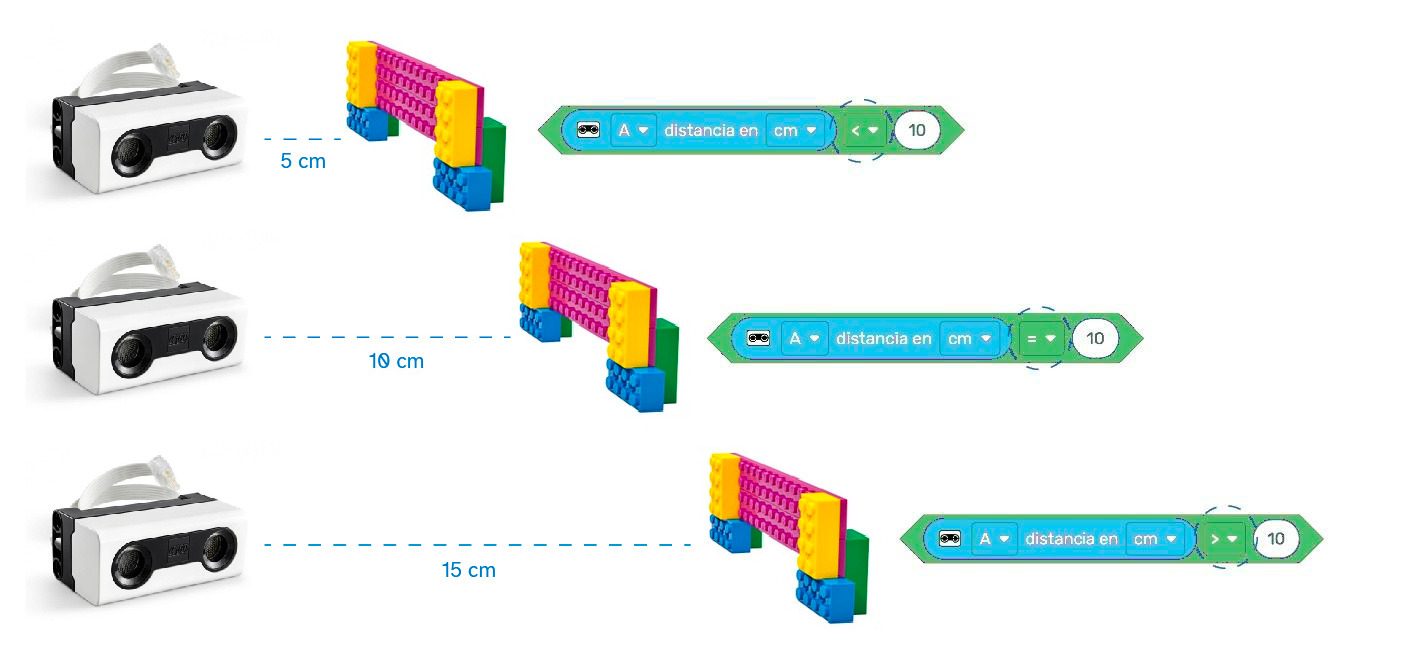 A distancia en cm < 10
5 cm
A distancia en cm = 10
10 cm
A distancia en cm > 10
15 cm